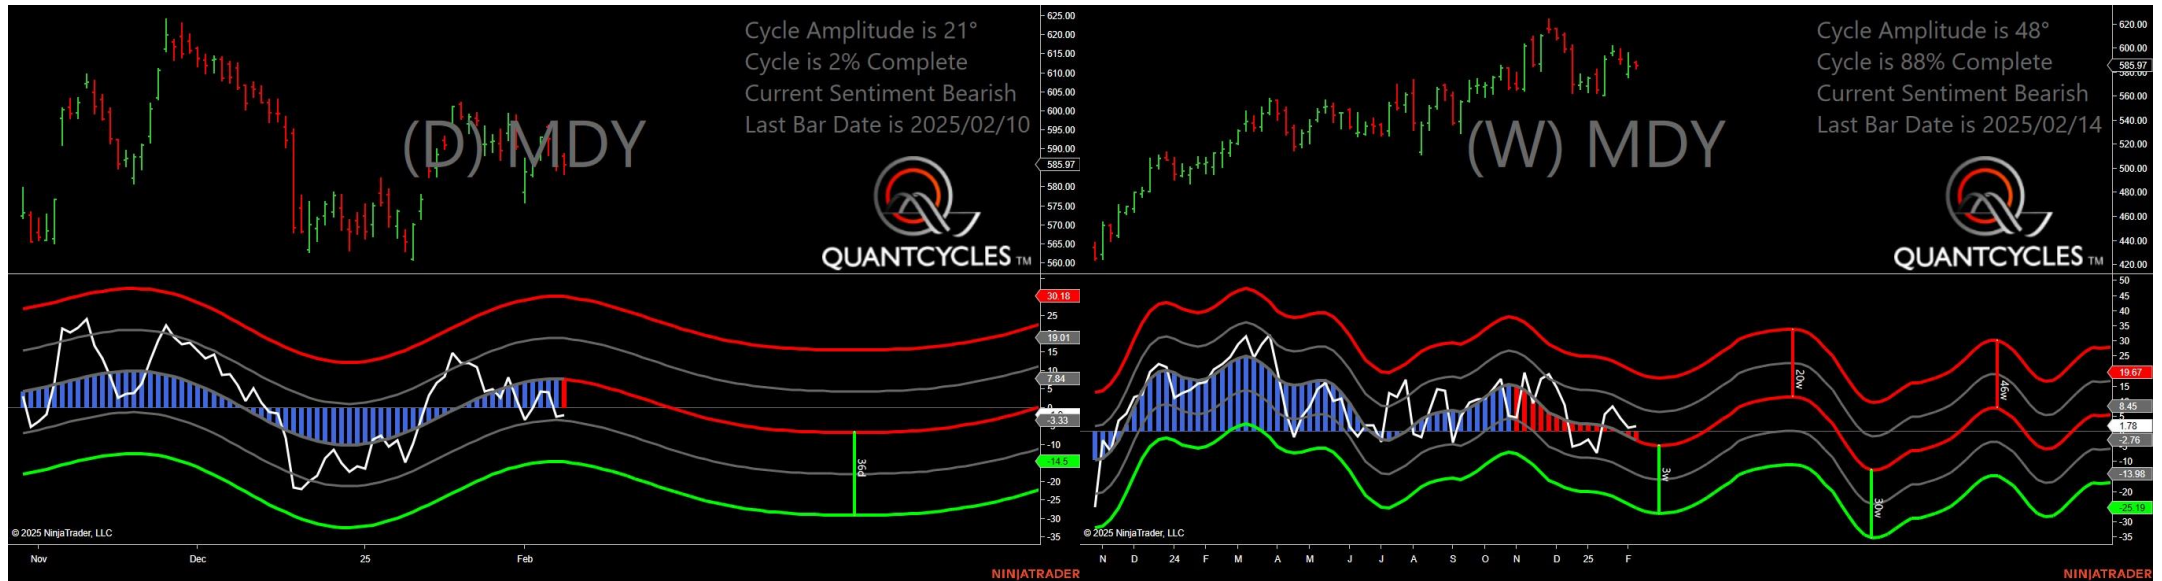 Cycle Amplitude is 21°
Cycle is 2% Complete
Current Sentiment Bearish
Last Bar Date is 2025/02/10
(D) MDY
QUANTCYCLES TM
625.00
620.00
615.00
610.00
605.00
600.00
595.00
590.00
585.97
580.00
575.00
570.00
565.00
560.00
30.18
25
19.01
15
10
7.84
5
0
-3.33
-10
-14.5
-20
-25
-30
-35
36d
© 2025 NinjaTrader, LLC
Nov
Dec
25
Feb
NINJATRADER
Cycle Amplitude is 48°
Cycle is 88% Complete
Current Sentiment Bearish
Last Bar Date is 2025/02/14
(W) MDY
QUANTCYCLES TM
620.00
600.00
585.97
580.00
560.00
540.00
520.00
500.00
480.00
460.00
440.00
420.00
50
45
40
35
30
25
19.67
15
8.45
1.78
-2.76
-10
-13.98
-20
-25.19
-30
-35
3w
20w
30w
46w
© 2025 NinjaTrader, LLC
N
D
24
F
M
A
M
J
J
A
S
O
N
D
25
F
NINJATRADER